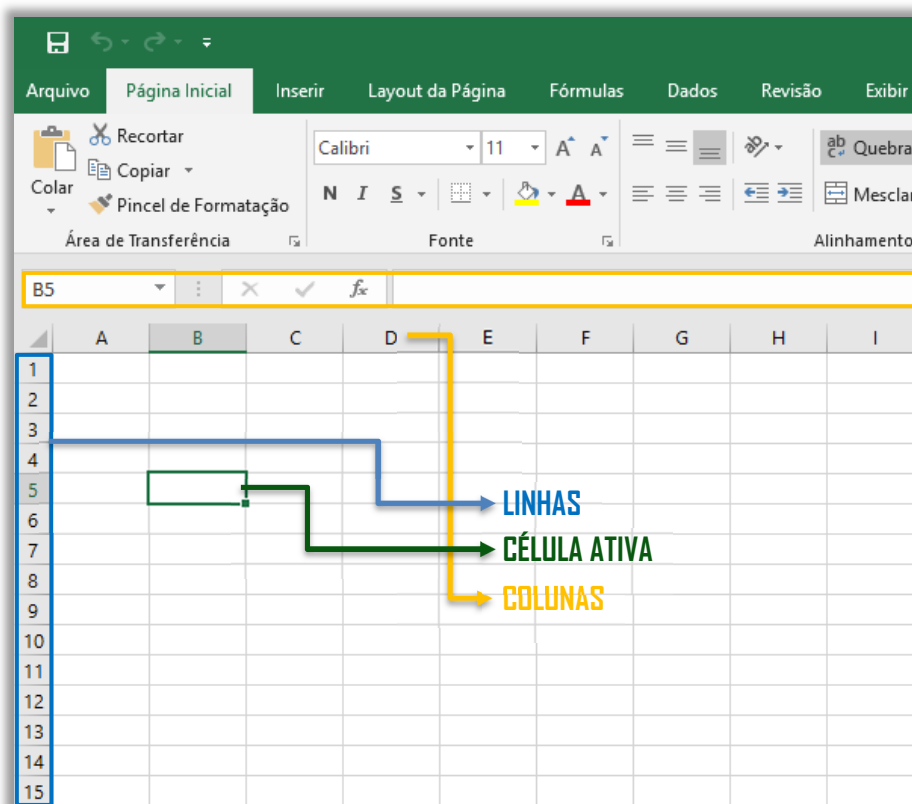 Arquivo Página Inicial Inserir Layout da Página Fórmulas Dados Revisão Exibir
Recortar
Copiar
Pincel de Formatação
Colar
Área de Transferência
Calibri 11 A A
N I S A
Fonte
ab Quebra
Mesclar
Alinhamento
B5 fx
A B C D E F G H I
1
2
3
4
5
6
7
8
9
10
11
12
13
14
15
LINHAS
CÉLULA ATIVA
COLUNAS